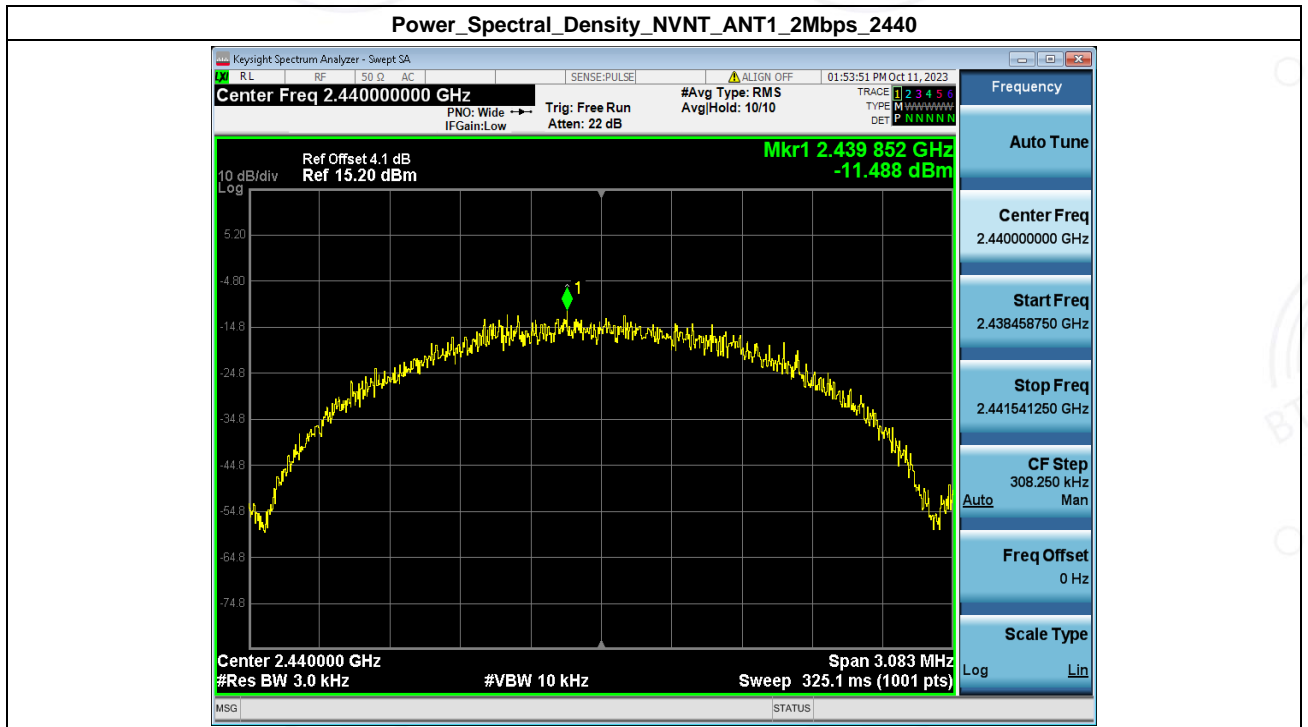 Power_Spectral_Density_NVNT_ANT1_2Mbps_2440
Keysight Spectrum Analyzer - Swept SA
LXI RL RF 50 Ω AC SENSE:PULSE ALIGN OFF 01:53:51 PM Oct 11, 2023
Center Freq 2.440000000 GHz
PNO: Wide
IFGain:Low
Trig: Free Run
Atten: 22 dB
#Avg Type: RMS
Avg|Hold: 10/10
TRACE 1 2 3 4 5 6
TYPE M WWWWW
DET P N N N N N
Frequency
Auto Tune
Center Freq
2.440000000 GHz
Start Freq
2.438458750 GHz
Stop Freq
2.441541250 GHz
CF Step
308.250 kHz
Auto Man
Freq Offset
0 Hz
Scale Type
Log Lin
Mkr1 2.439 852 GHz
-11.488 dBm
Ref Offset 4.1 dB
10 dB/div Ref 15.20 dBm
Log
5.20
-4.80
1
-14.8
-24.8
-34.8
-44.8
-54.8
-64.8
-74.8
Center 2.440000 GHz Span 3.083 MHz
#Res BW 3.0 kHz #VBW 10 kHz Sweep 325.1 ms (1001 pts)
MSG STATUS